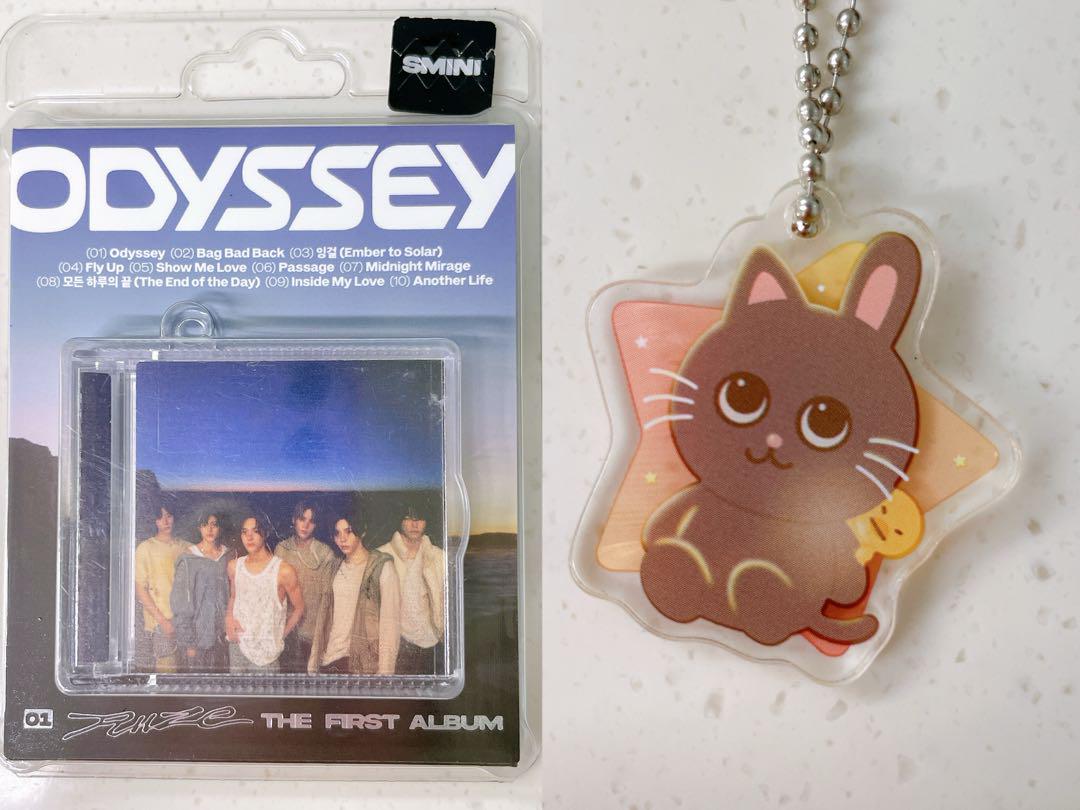 SMINI
ODYSSEY
(01) Odyssey (02) Bag Bad Back (03) 잉걸 (Ember to Solar)
(04) Fly Up (05) Show Me Love (06) Passage (07) Midnight Mirage
(08) 모든 하루의 끝 (The End of the Day) (09) Inside My Love (10) Another Life
01 RIIZE THE FIRST ALBUM